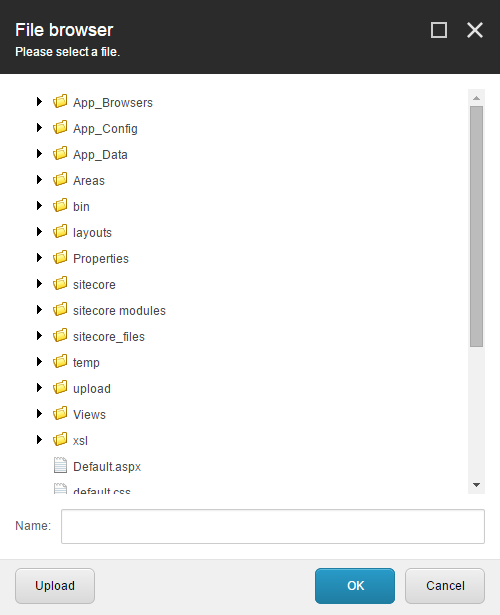 File browser
Please select a file.
App_Browsers
App_Config
App_Data
Areas
bin
layouts
Properties
sitecore
sitecore modules
sitecore_files
temp
upload
Views
xsl
Default.aspx
default.css
Name:
Upload
OK
Cancel